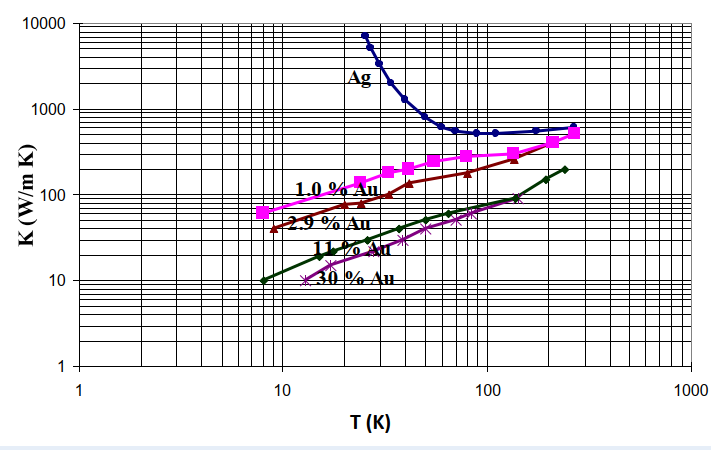 10000
1000
100
10
1
K (W/m K)
Ag
1.0 % Au
2.9 % Au
11 % Au
30 % Au
1 10 100 1000
T (K)